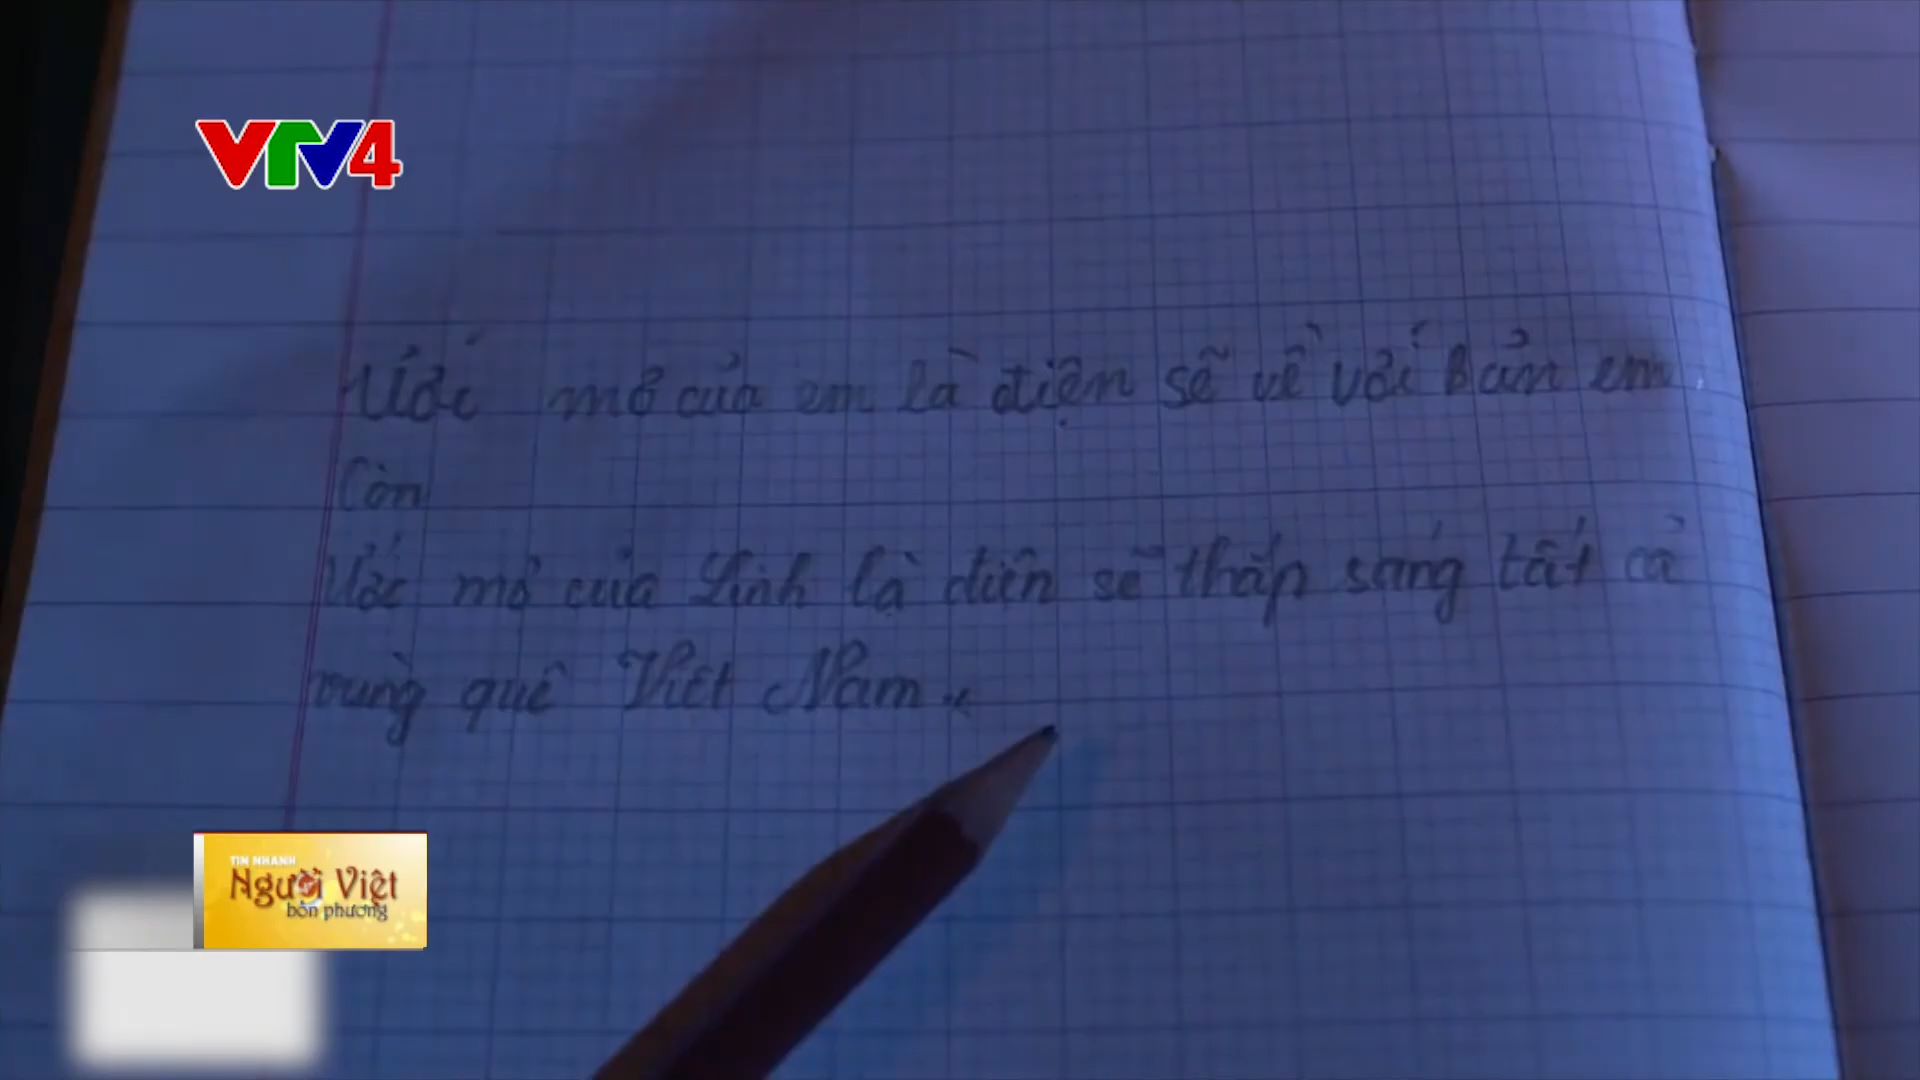 VTV4
Ước mơ của em là điện sẽ về với bản em
Còn
Ước mơ của Linh là điện sẽ thắp sáng tất cả
vùng quê Việt Nam.
TIN NHANH
Người Việt
bốn phương